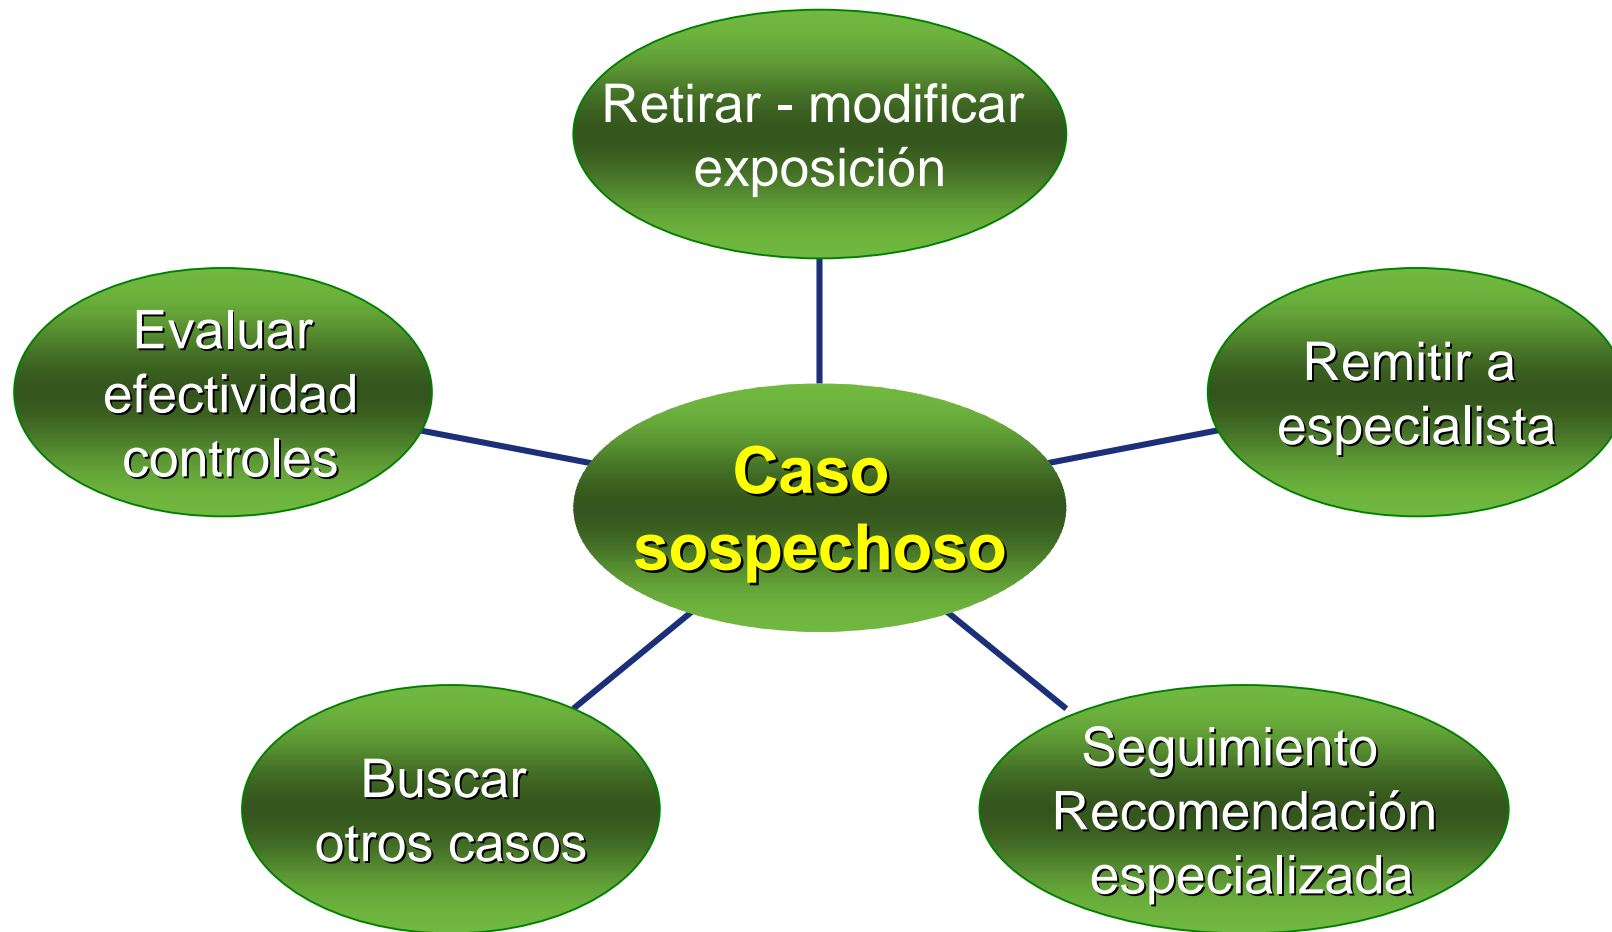 Retirar - modificar
exposición
Evaluar
efectividad
controles
Remitir a
especialista
Caso
sospechoso
Buscar
otros casos
Seguimiento
Recomendación
especializada